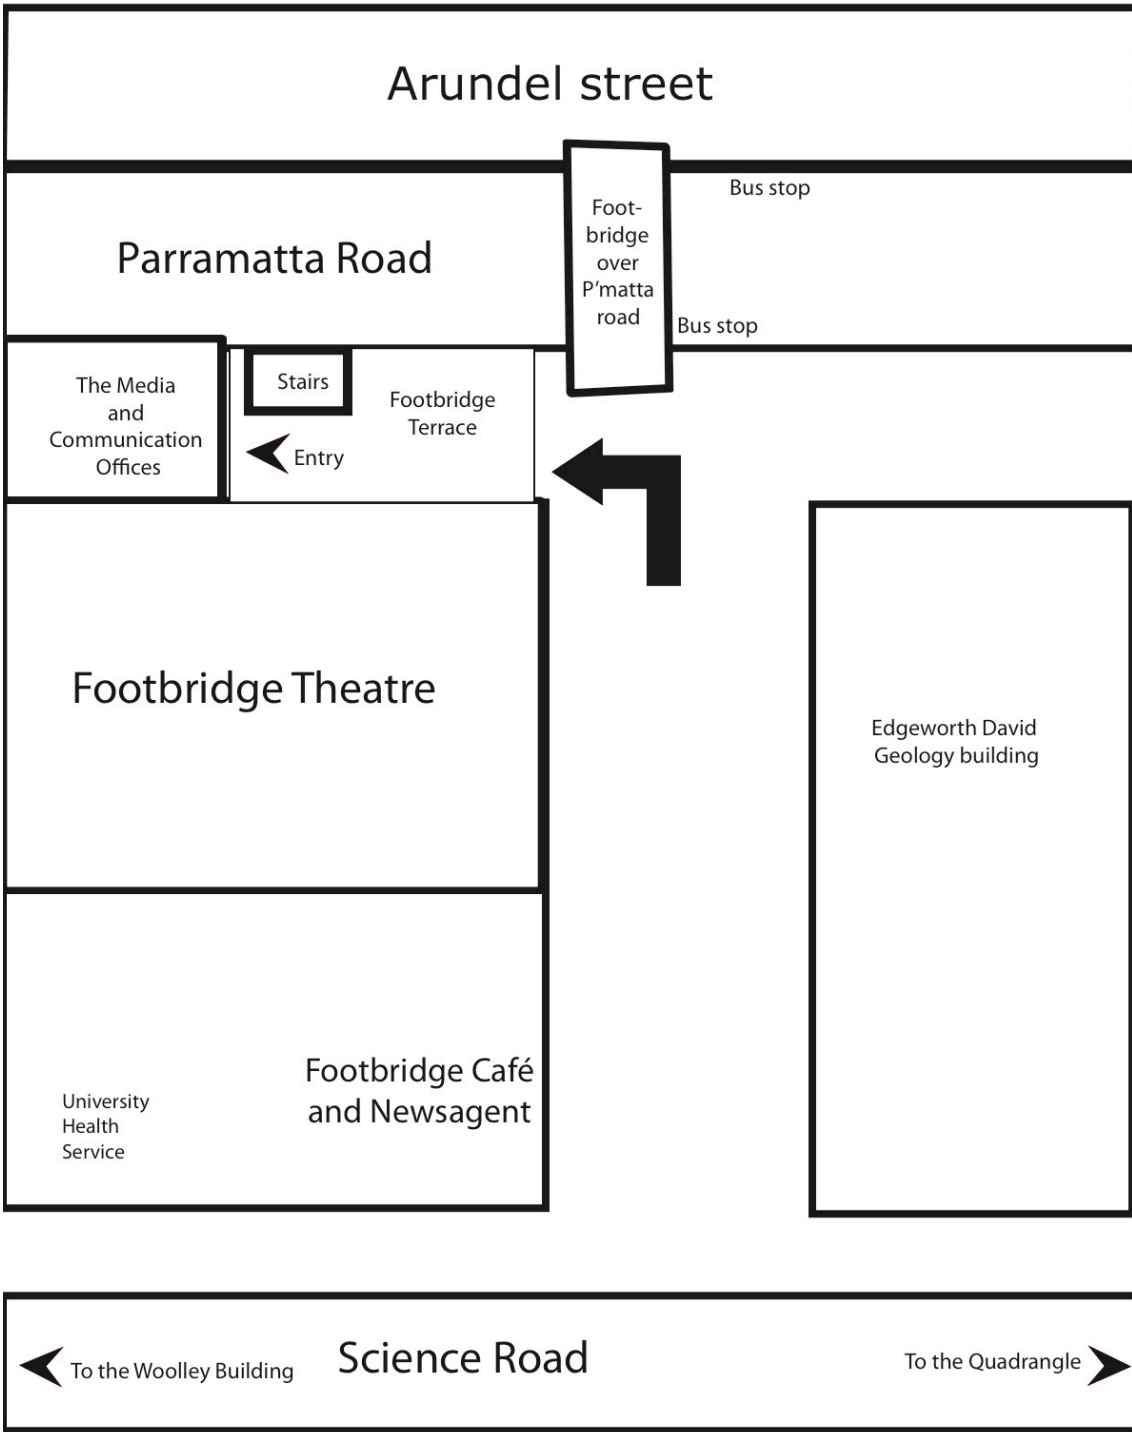 Arundel street
Bus stop
Foot-
bridge
over
P'matta
road
Parramatta Road
Bus stop
The Media
and
Communication
Offices
Stairs
Footbridge
Terrace
Entry
Footbridge Theatre
Edgeworth David
Geology building
Footbridge Café
and Newsagent
University
Health
Service
To the Woolley Building
Science Road
To the Quadrangle